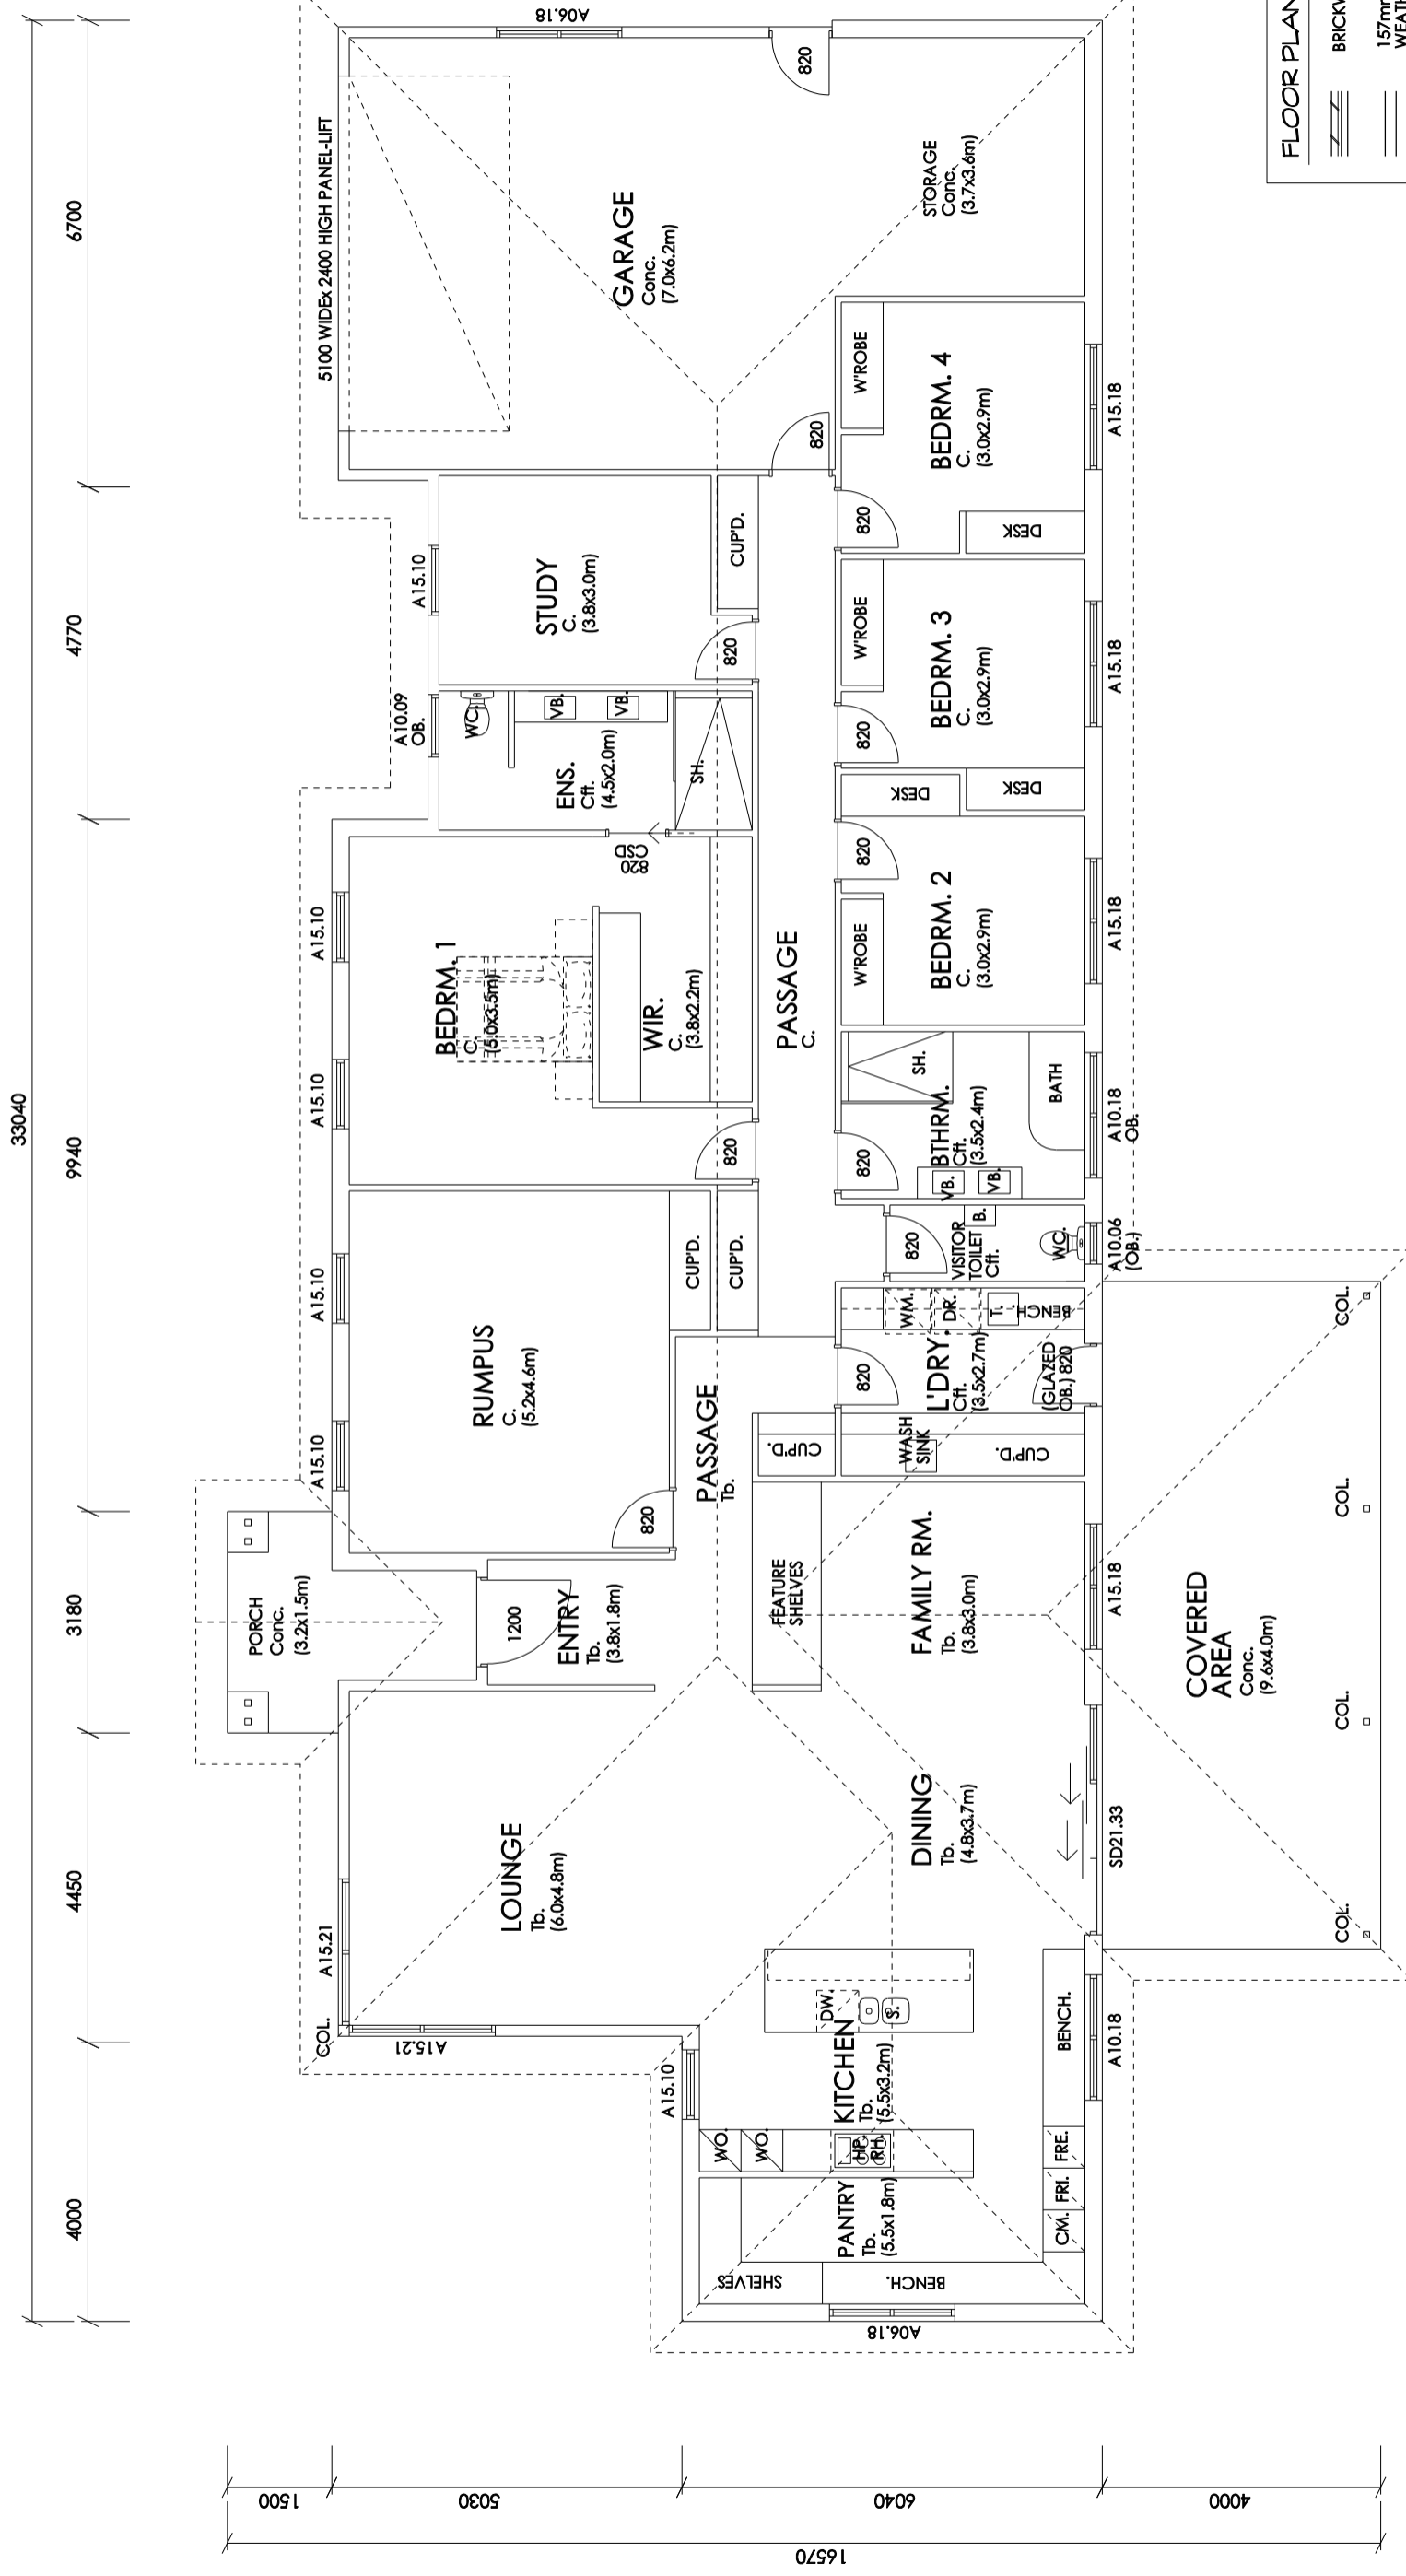 33040
4000
4450
3180
9940
4770
6700
16570
1500
5030
6040
4000
PORCH
Conc.
(3.2x1.5m)
COL.
A15.21
A15.10
A15.10
A15.10
A15.10
A10.09
OB.
A15.10
5100 WIDEx 2400 HIGH PANEL-LIFT
A15.21
LOUNGE
Tb.
(6.0x4.8m)
1200
ENTRY
Tb.
(3.8x1.8m)
RUMPUS
C.
(5.2x4.6m)
820
CUP'D.
CUP'D.
BEDRM. 1
C.
(5.0x3.5m)
WIR.
C.
(3.8x2.2m)
820
820
CSD
WC.
VB.
VB.
ENS.
Cft.
(4.5x2.0m)
SH.
STUDY
C.
(3.8x3.0m)
820
CUP'D.
GARAGE
Conc.
(7.0x6.2m)
A06.18
820
820
STORAGE
Conc.
(3.7x3.6m)
A15.10
WO.
WO.
HP.
RH.
KITCHEN
Tb.
(5.5x3.2m)
DW.
S.
PANTRY
Tb.
(5.5x1.8m)
SHELVES
BENCH.
A06.18
CM.
FRI.
FRE.
BENCH.
A10.18
DINING
Tb.
(4.8x3.7m)
SD21.33
FEATURE
SHELVES
FAMILY RM.
Tb.
(3.8x3.0m)
A15.18
PASSAGE
Tb.
CUP'D.
WASH
SINK
CUP'D.
820
L'DRY.
Cft.
(3.5x2.7m)
(GLAZED
OB.) 820
WM.
DR.
T.
BENCH.
820
VISITOR
TOILET
Cft.
B.
WC.
A10.06
(OB.)
PASSAGE
C.
820
BTHRM.
Cft.
(3.5x2.4m)
VB.
VB.
SH.
BATH
A10.18
OB.
W'ROBE
820
BEDRM. 2
C.
(3.0x2.9m)
A15.18
DESK
DESK
820
W'ROBE
BEDRM. 3
C.
(3.0x2.9m)
A15.18
820
W'ROBE
DESK
BEDRM. 4
C.
(3.0x2.9m)
A15.18
COVERED
AREA
Conc.
(9.6x4.0m)
COL.
COL.
COL.
COL.
FLOOR PLAN